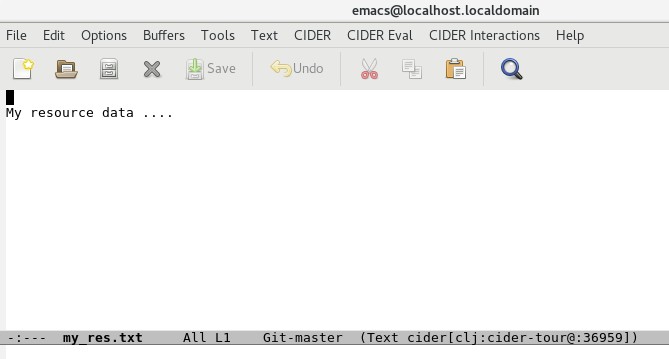 emacs@localhost.localdomain
File Edit Options Buffers Tools Text CIDER CIDER Eval CIDER Interactions Help
Save Undo
My resource data ....
-:--- my_res.txt All L1 Git-master (Text cider[clj:cider-tour@:36959])